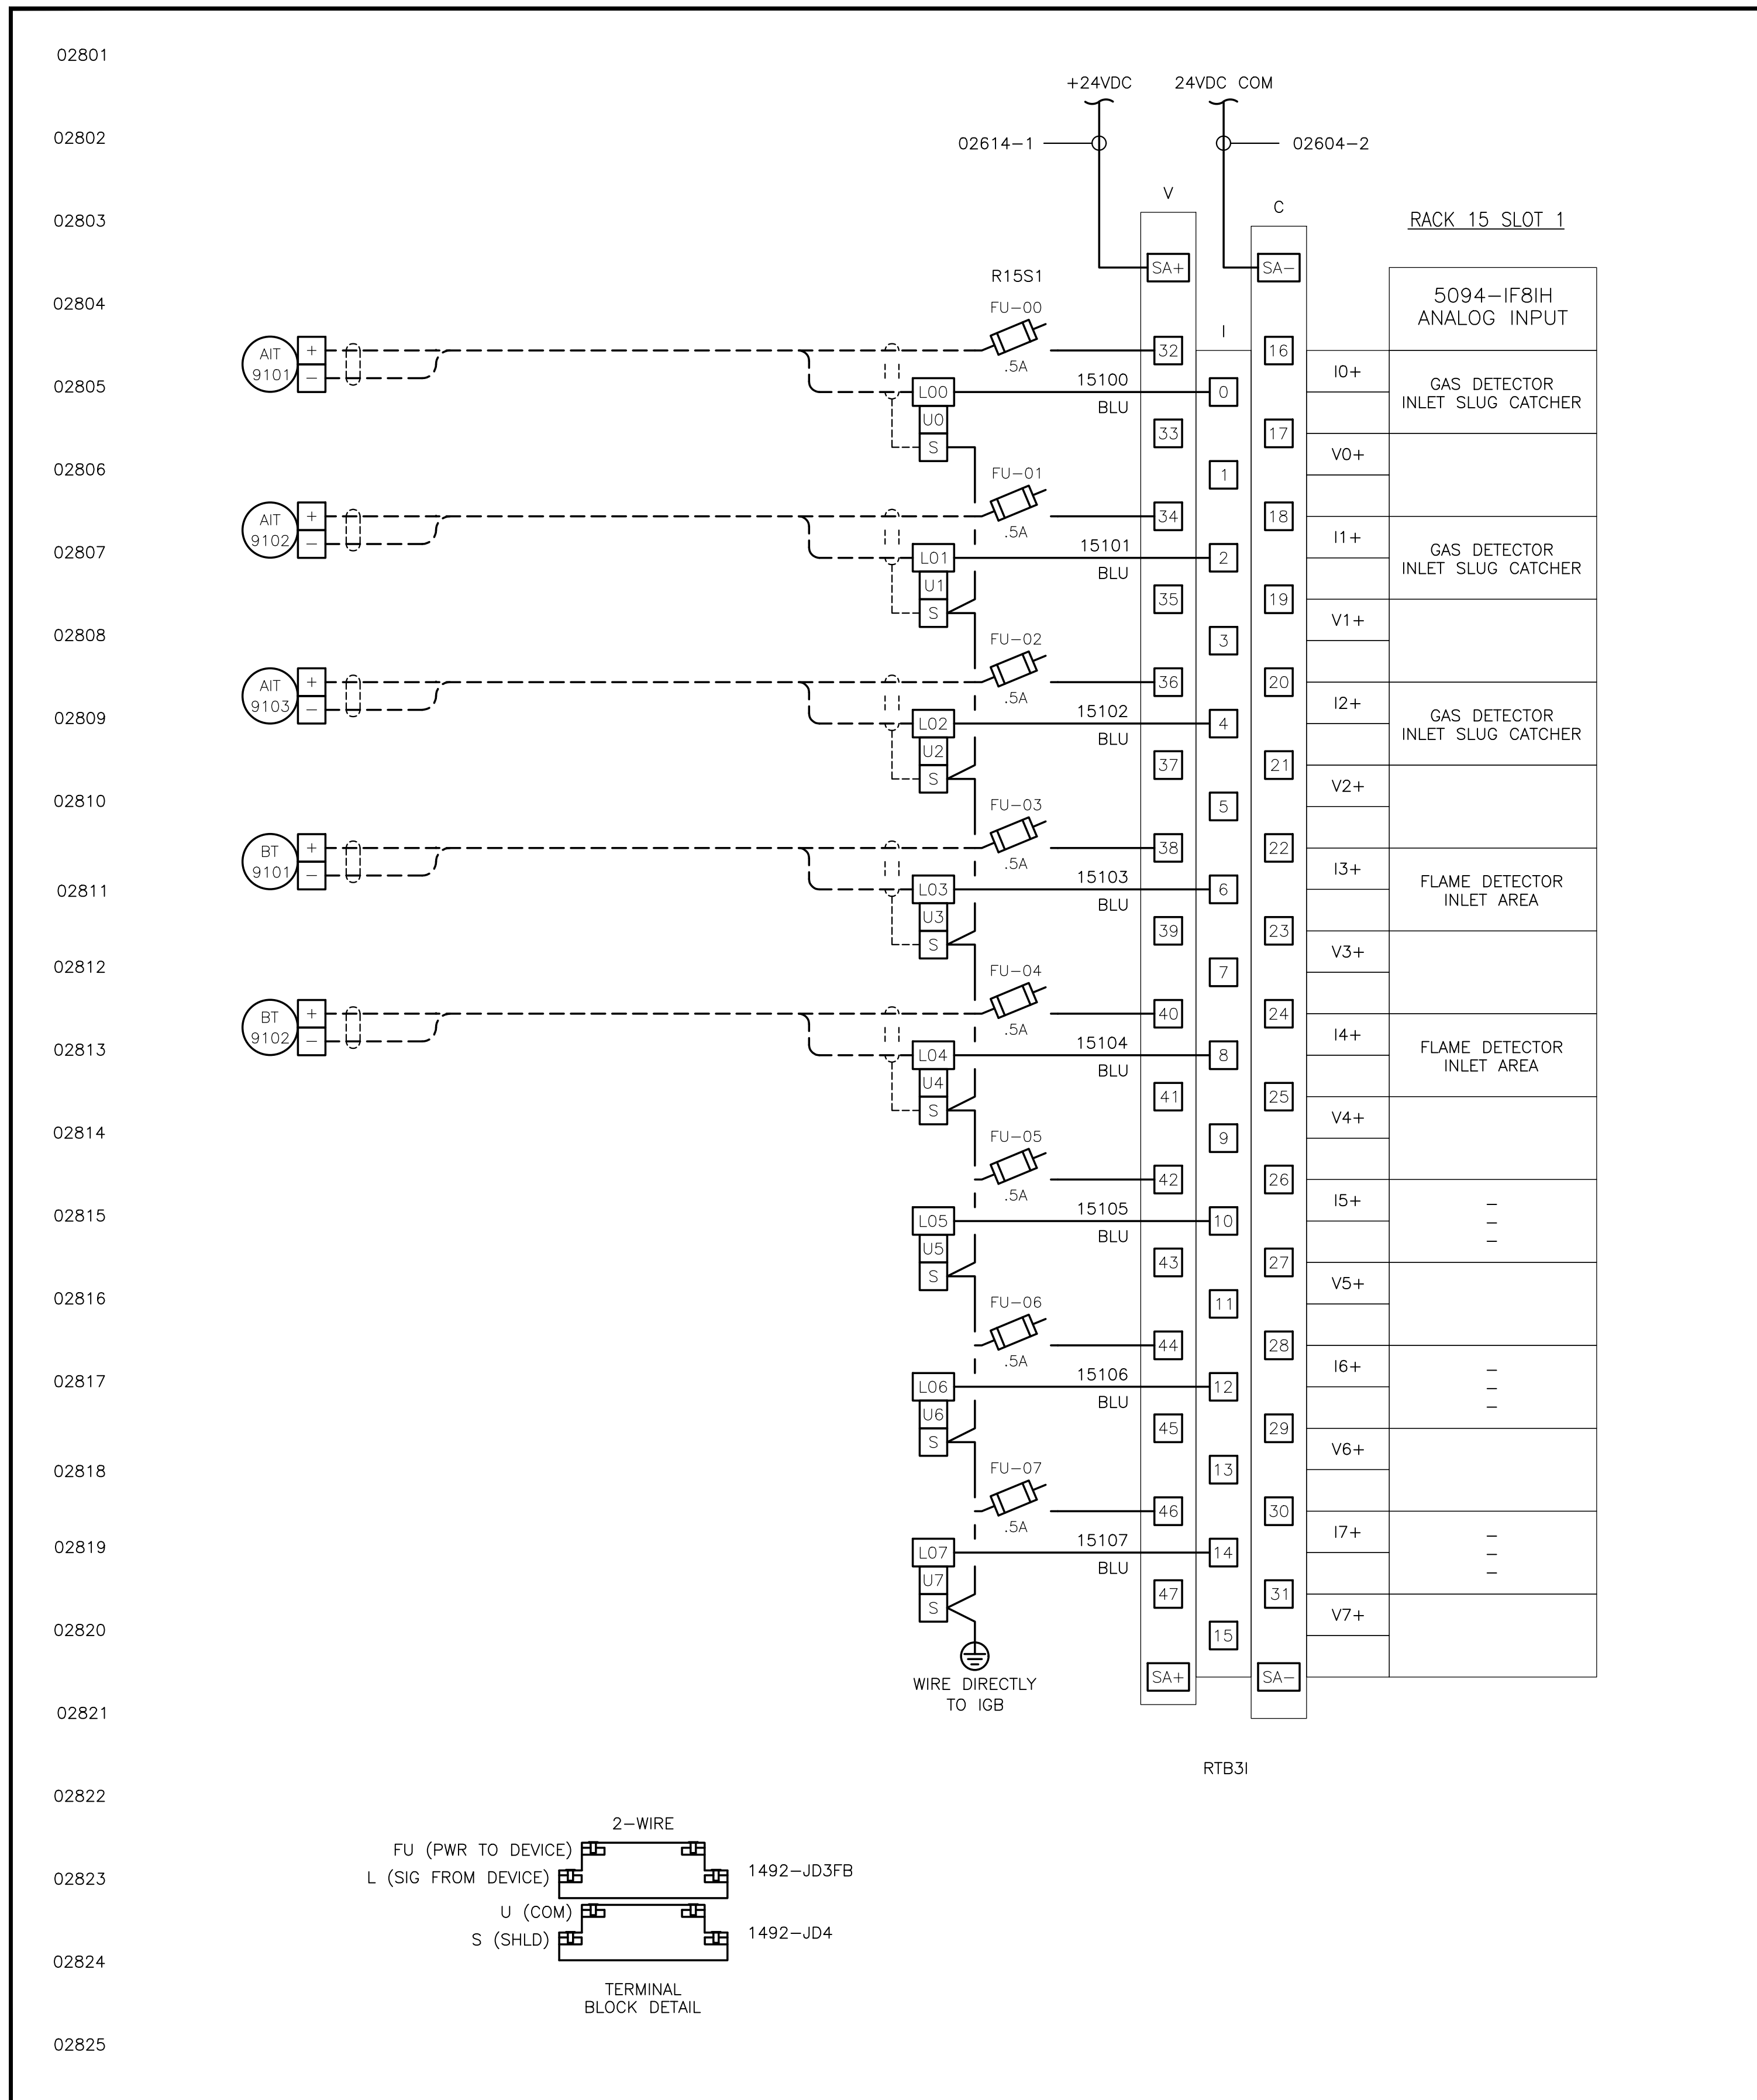 02801
+24VDC 24VDC COM
02802
02614-1 02604-2
V
C
02803
RACK 15 SLOT 1
SA+ SA-
R15S1
5094-IF8IH
ANALOG INPUT
02804
FU-00
I
AIT
9101
+
-
.5A
32
16
I0+
02805
L00
15100
BLU
0
GAS DETECTOR
INLET SLUG CATCHER
U0
S
33
17
V0+
02806
FU-01
1
AIT
9102
+
-
.5A
34
18
I1+
02807
L01
15101
BLU
2
GAS DETECTOR
INLET SLUG CATCHER
U1
S
35
19
V1+
02808
FU-02
3
AIT
9103
+
-
.5A
36
20
I2+
02809
L02
15102
BLU
4
GAS DETECTOR
INLET SLUG CATCHER
U2
S
37
21
V2+
02810
FU-03
5
BT
9101
+
-
.5A
38
22
I3+
02811
L03
15103
BLU
6
FLAME DETECTOR
INLET AREA
U3
S
39
23
V3+
02812
FU-04
7
BT
9102
+
-
.5A
40
24
I4+
02813
L04
15104
BLU
8
FLAME DETECTOR
INLET AREA
U4
S
41
25
V4+
02814
FU-05
9
.5A
42
26
I5+
02815
L05
15105
BLU
10
-
-
-
U5
S
43
27
V5+
02816
FU-06
11
.5A
44
28
I6+
02817
L06
15106
BLU
12
-
-
-
U6
S
45
29
V6+
02818
FU-07
13
.5A
46
30
I7+
02819
L07
15107
BLU
14
-
-
-
U7
S
47
31
V7+
02820
15
WIRE DIRECTLY
TO IGB
SA+ SA-
02821
RTB3I
02822
2-WIRE
FU (PWR TO DEVICE)
02823
L (SIG FROM DEVICE)
1492-JD3FB
U (COM)
S (SHLD)
1492-JD4
02824
TERMINAL
BLOCK DETAIL
02825